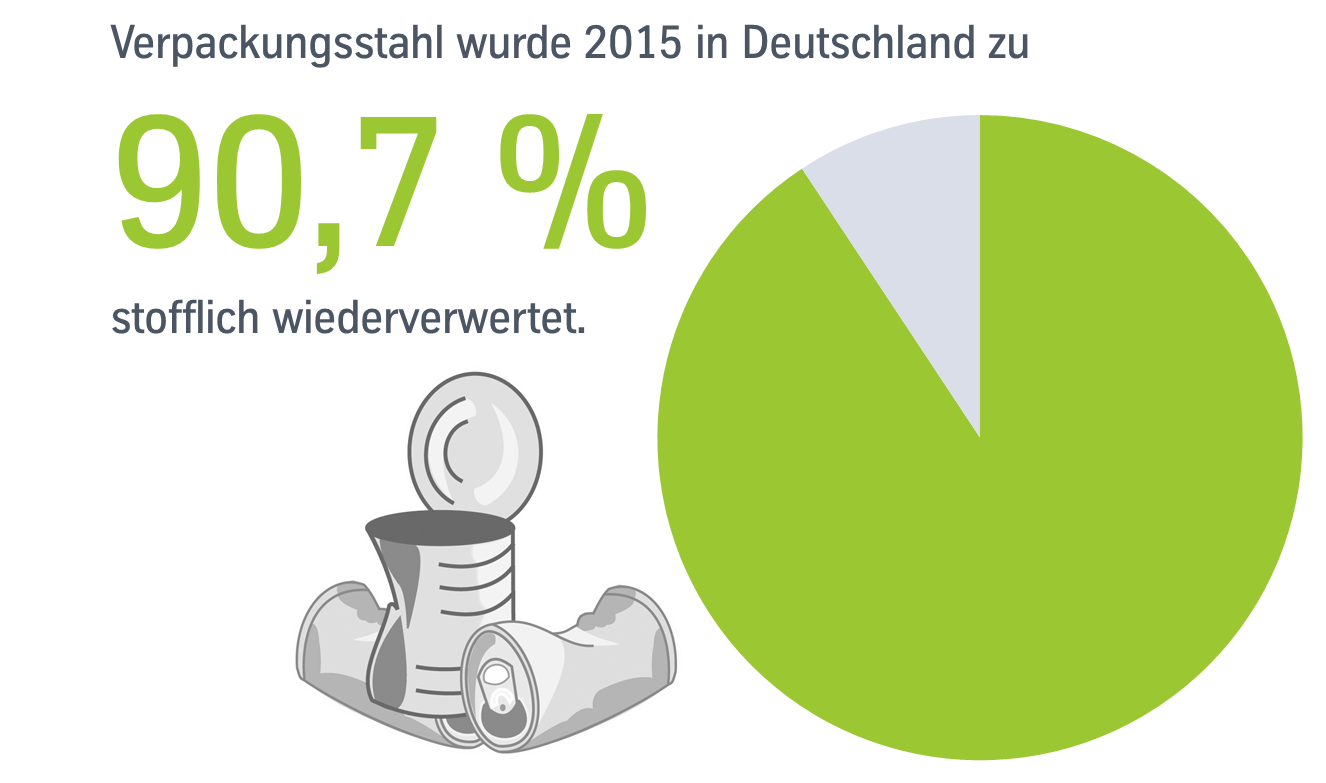 Verpackungsstahl wurde 2015 in Deutschland zu
90,7 %
stofflich wiederverwertet.